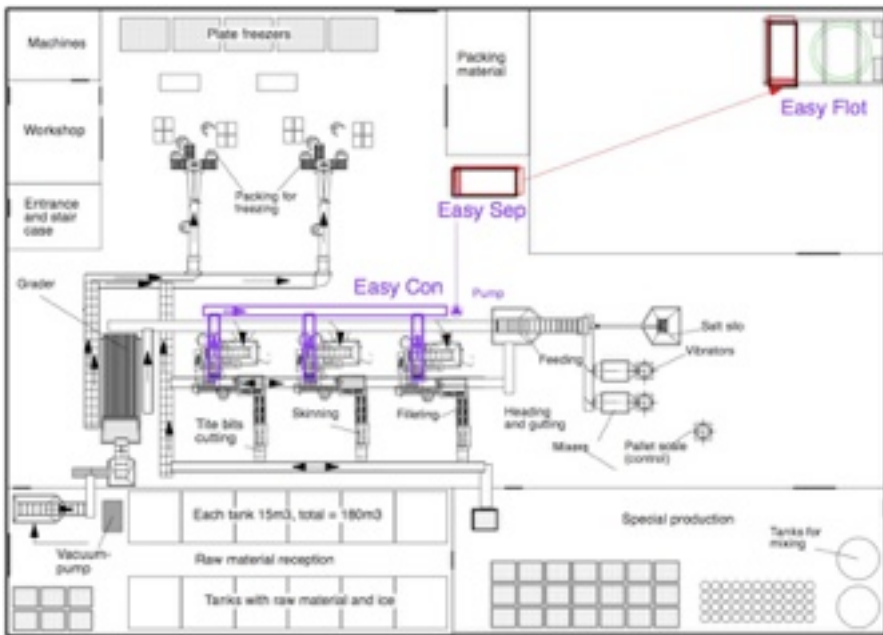 Machines
Plate freezers
Packing
material
Easy Flot
Workshop
Packing for
freezing
Entrance
and stair
case
Easy Sep
Grader
Easy Con
Pump
Salt silo
Feeding
Vibrators
Tite bits
cutting
Skinning
Filleting
Heading
and gutting
Mixers
Pallet scale
(control)
Each tank 15m3, total = 180m3
Special production
Vacuum-
pump
Raw material reception
Tanks for
mixing
Tanks with raw material and ice